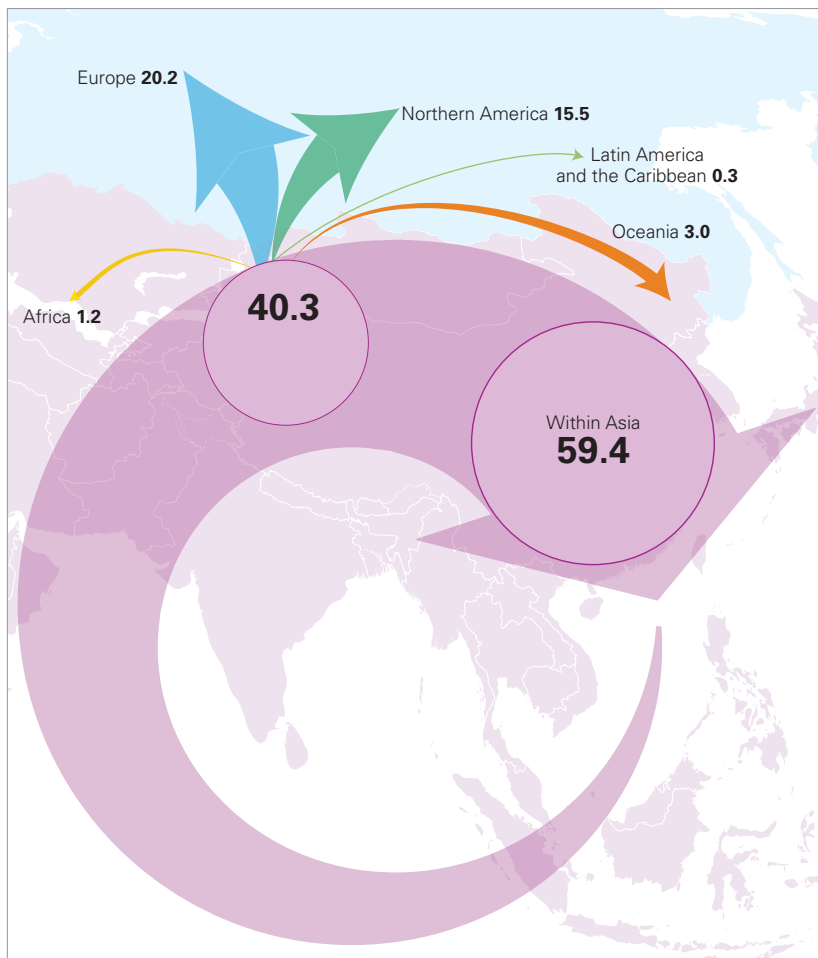 Europe 20.2
Northern America 15.5
Latin America
and the Caribbean 0.3
Oceania 3.0
Africa 1.2
40.3
Within Asia
59.4